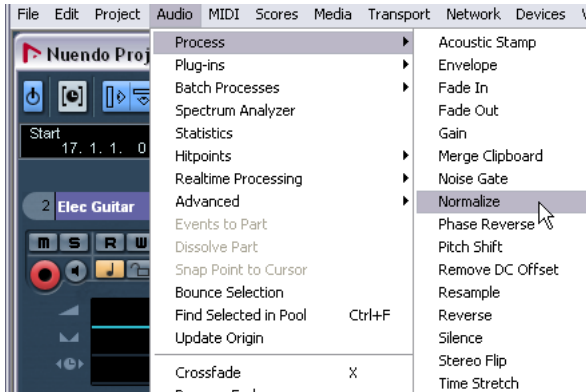 File Edit Project Audio MIDI Scores Media Transport Network Devices
Nuendo Proj
Start
17. 1. 1. 0
2 Elec Guitar
M S R W
Process
Plug-ins
Batch Processes
Spectrum Analyzer
Statistics
Hitpoints
Realtime Processing
Advanced
Events to Part
Dissolve Part
Snap Point to Cursor
Bounce Selection
Find Selected in Pool Ctrl+F
Update Origin
Crossfade X
Acoustic Stamp
Envelope
Fade In
Fade Out
Gain
Merge Clipboard
Noise Gate
Normalize
Phase Reverse
Pitch Shift
Remove DC Offset
Resample
Reverse
Silence
Stereo Flip
Time Stretch